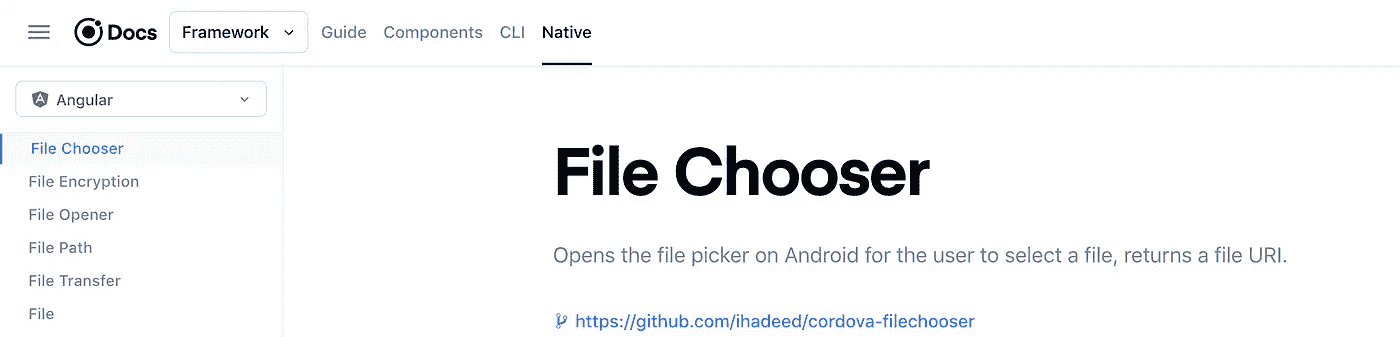 Docs Framework Guide Components CLI Native
Angular
File Chooser
File Encryption
File Opener
File Path
File Transfer
File
File Chooser
Opens the file picker on Android for the user to select a file, returns a file URI.
https://github.com/ihadeed/cordova-filechooser